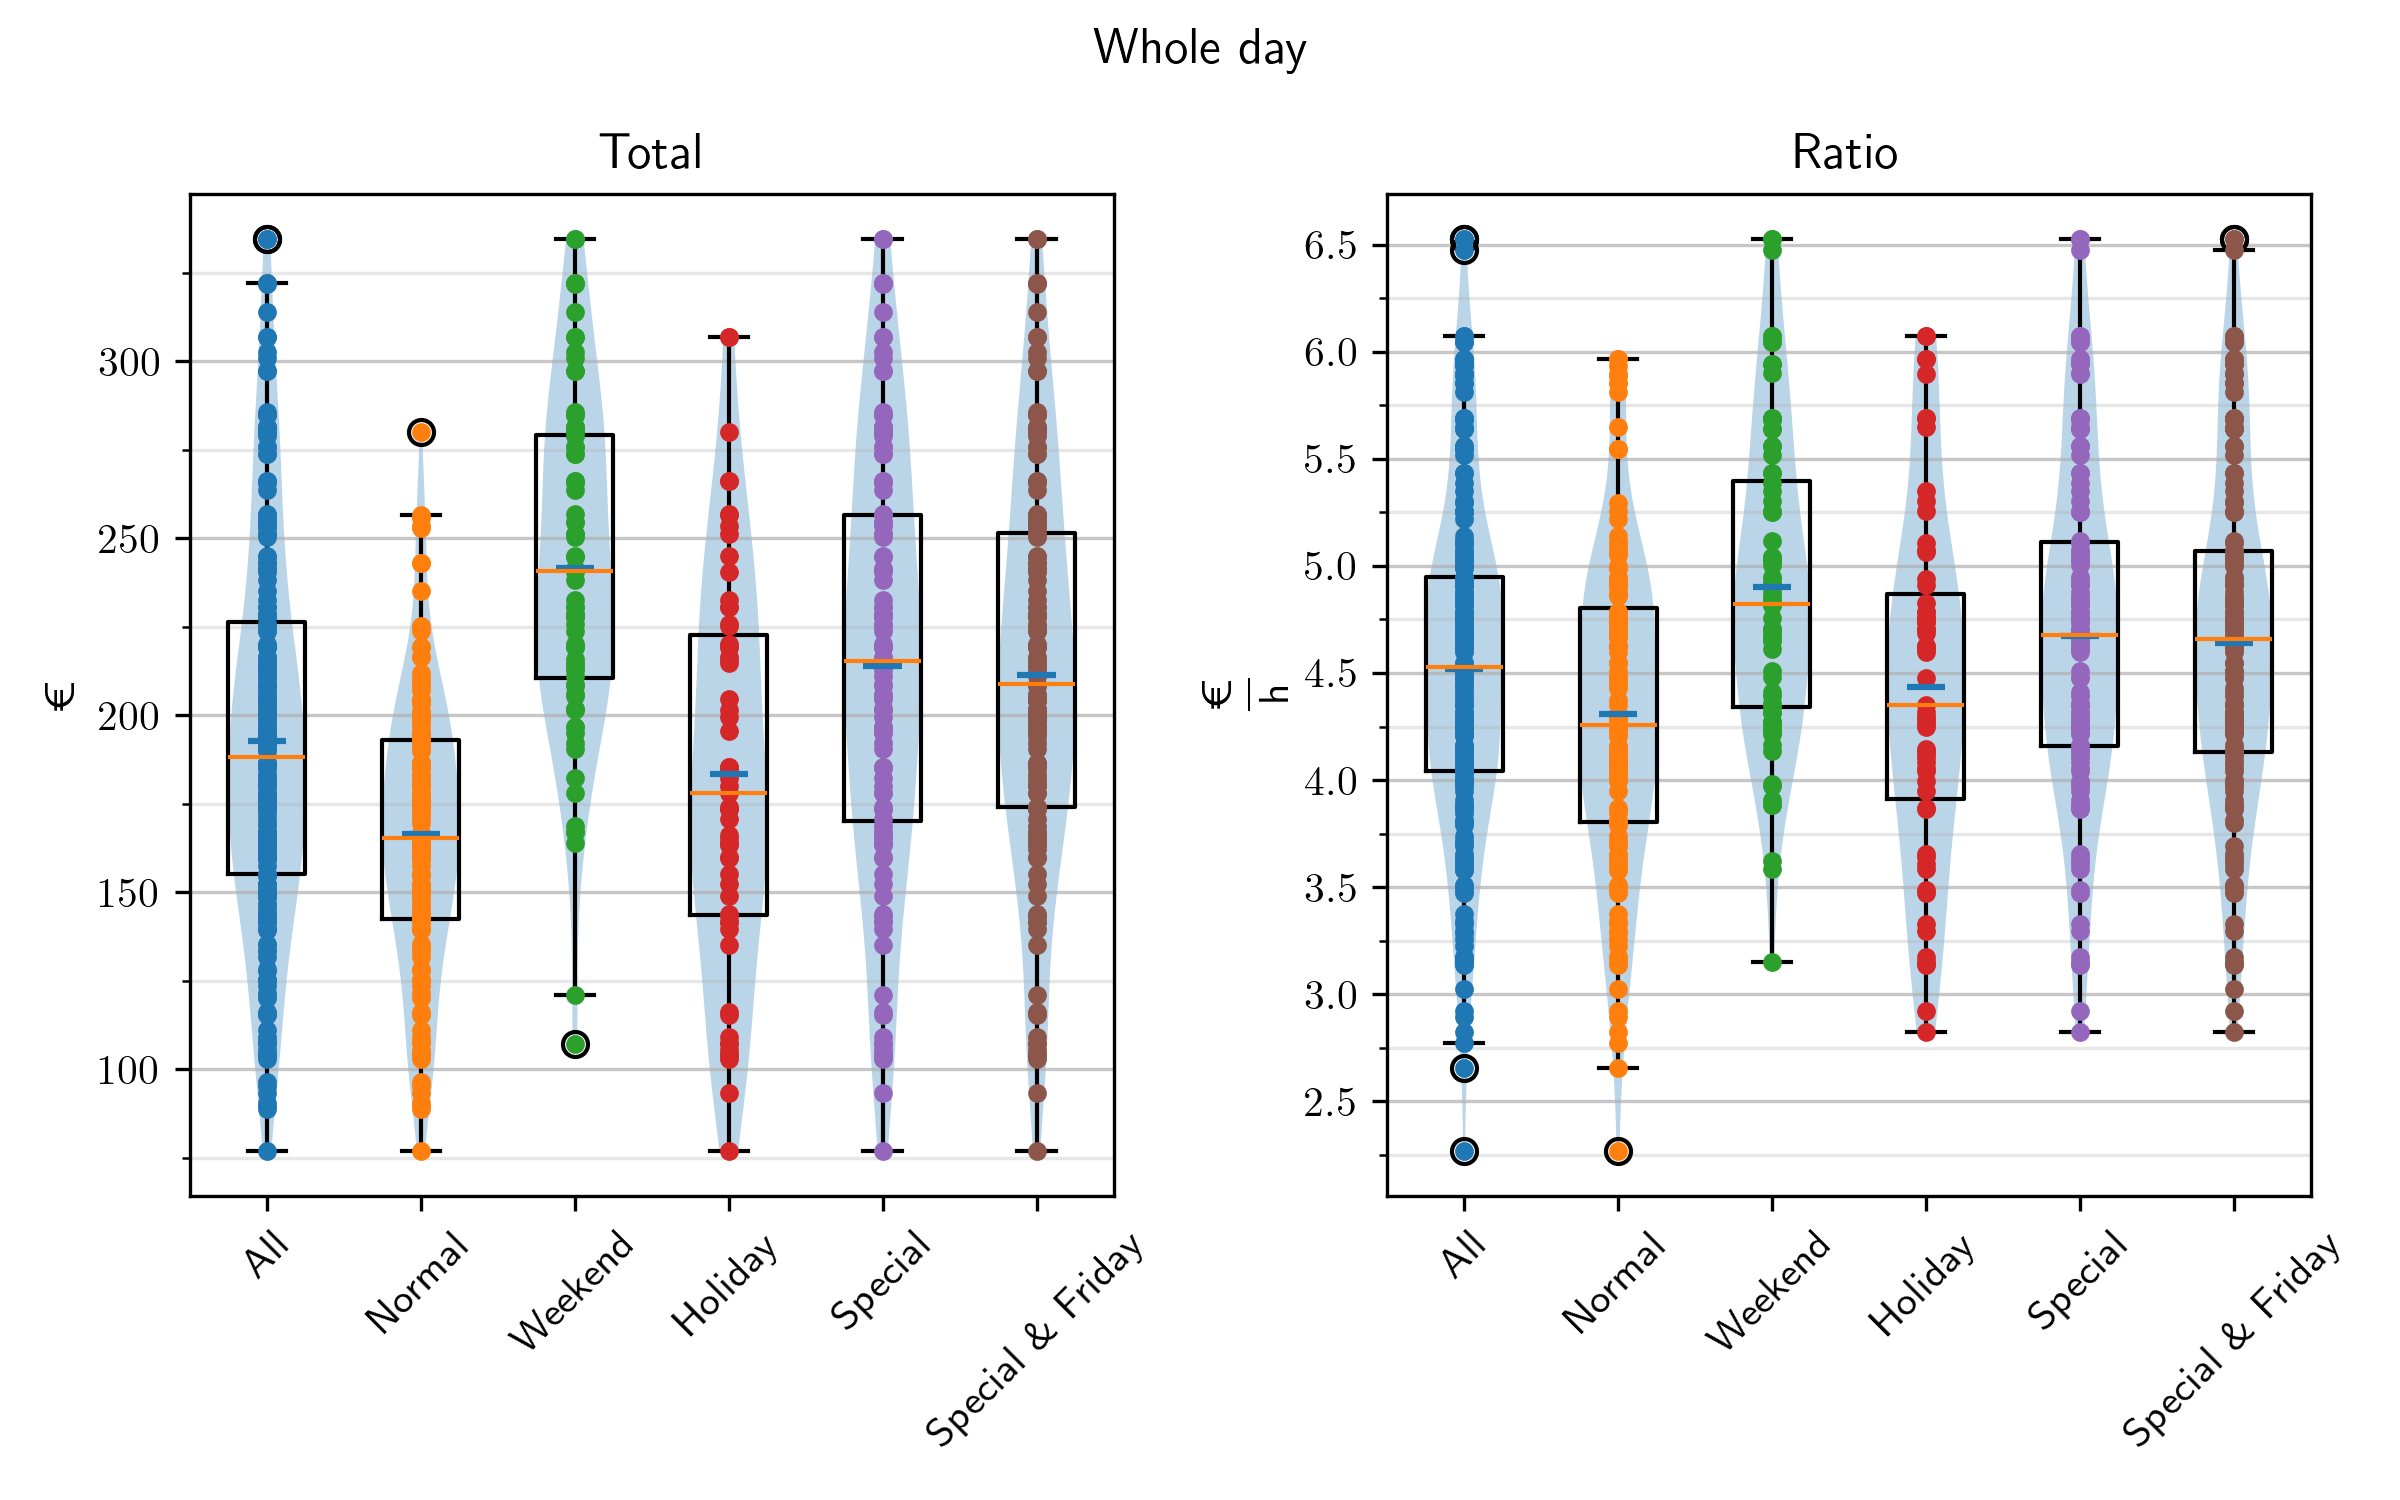 Whole day
Total
€
300
250
200
150
100
All
Normal
Weekend
Holiday
Special
Special & Friday
Ratio
€
h
6.5
6.0
5.5
5.0
4.5
4.0
3.5
3.0
2.5
All
Normal
Weekend
Holiday
Special
Special & Friday